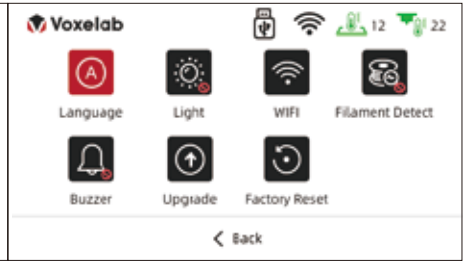 Voxelab 12 22
A
Language Light WIFI Filament Detect
Buzzer Upgrade Factory Reset
Back